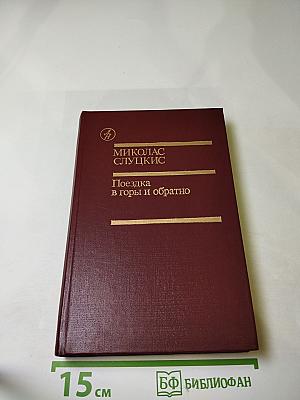 МИКОЛАС
СЛУЦКИС
Поездка
в горы и обратно
15 см
БФ БИБЛИОФАН